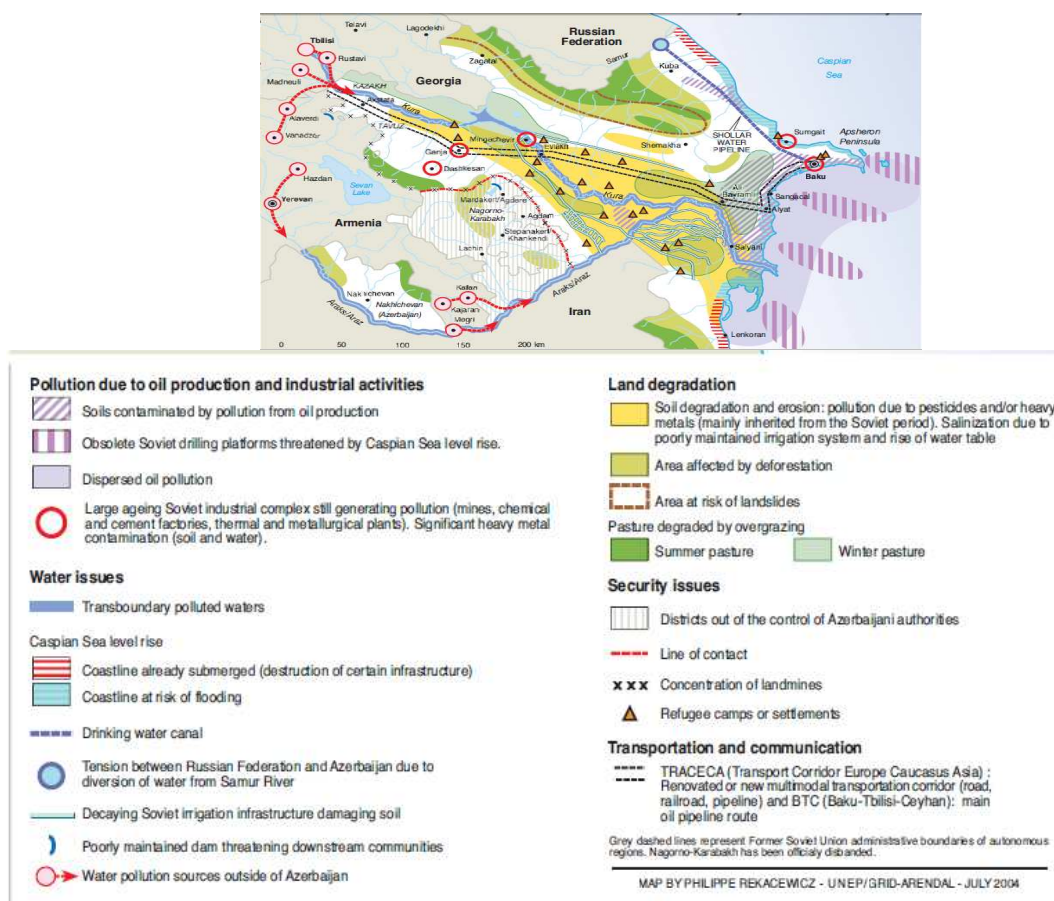 Telavi
Lagodekhi
Russian
Federation
Tbilisi
Rustavi
Zagatai
Samur
Kuba
Caspian
Sea
Madneuli
Georgia
KAZAKH
Akstafa
Kura
Alaverdi
TAVUZ
Vanadzor
Mingachevir
Evlakh
Ganja
Shemakha
SHOLLAR
WATER
PIPELINE
Sumgait
Apsheron
Peninsula
Baku
Hazdan
Dashkesan
Sevan
Lake
Yerevan
Mardakert/Agdere
Nagorno-
Karabakh
Agdam
Kura
Ali
Bayramli
Sangacal
Alyat
Armenia
Stepanakert/
Khankendi
Lachin
Salyani
Nakhichevan
Nakhichevan
(Azerbaijan)
Kafan
Kajaran
Megri
Araks/Araz
Araks/Araz
Iran
Lenkoran
0 50 100 150 200 km
Pollution due to oil production and industrial activities
Soils contaminated by pollution from oil production
Obsolete Soviet drilling platforms threatened by Caspian Sea level rise.
Dispersed oil pollution
Large ageing Soviet industrial complex still generating pollution (mines, chemical
and cement factories, thermal and metallurgical plants). Significant heavy metal
contamination (soil and water).
Water issues
Transboundary polluted waters
Caspian Sea level rise
Coastline already submerged (destruction of certain infrastructure)
Coastline at risk of flooding
Drinking water canal
Tension between Russian Federation and Azerbaijan due to
diversion of water from Samur River
Decaying Soviet irrigation infrastructure damaging soil
Poorly maintained dam threatening downstream communities
Water pollution sources outside of Azerbaijan
Land degradation
Soil degradation and erosion: pollution due to pesticides and/or heavy
metals (mainly inherited from the Soviet period). Salinization due to
poorly maintained irrigation system and rise of water table
Area affected by deforestation
Area at risk of landslides
Pasture degraded by overgrazing
Summer pasture
Winter pasture
Security issues
Districts out of the control of Azerbaijani authorities
Line of contact
x x x Concentration of landmines
Refugee camps or settlements
Transportation and communication
TRACECA (Transport Corridor Europe Caucasus Asia) :
Renovated or new multimodal transportation corridor (road,
railroad, pipeline) and BTC (Baku-Tbilisi-Ceyhan): main
oil pipeline route
Grey dashed lines represent Former Soviet Union administrative boundaries of autonomous
regions. Nagorno-Karabakh has been officialy disbanded.
MAP BY PHILIPPE REKACEWICZ - UNEP/GRID-ARENDAL - JULY 2004